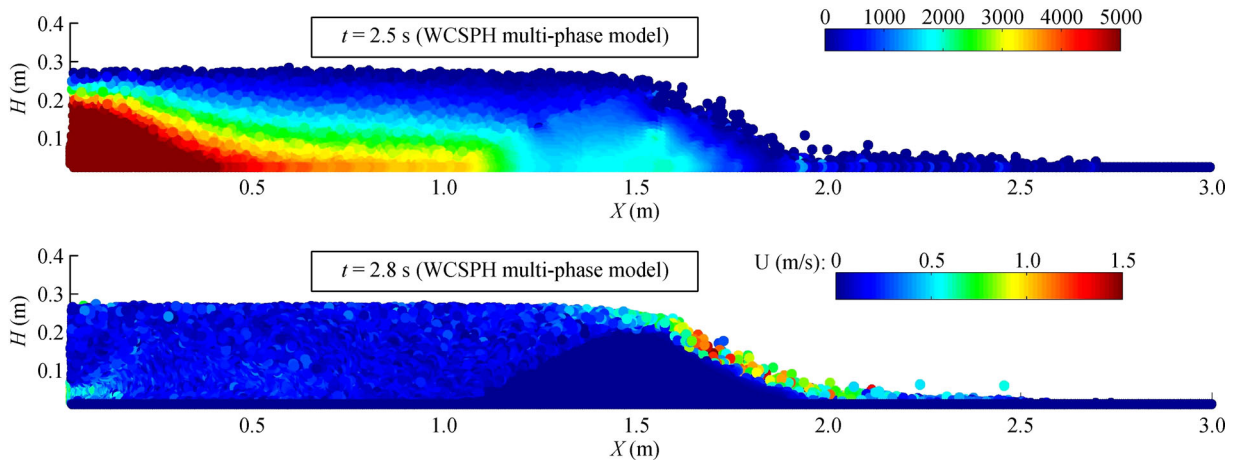 0 1000 2000 3000 4000 5000
t = 2.5 s (WCSPH multi-phase model)
0.4
0.3
0.2
0.1
H (m)
0.5 1.0 1.5 2.0 2.5 3.0
X (m)
t = 2.8 s (WCSPH multi-phase model)
U (m/s): 0 0.5 1.0 1.5
0.4
0.3
0.2
0.1
H (m)
0.5 1.0 1.5 2.0 2.5 3.0
X (m)